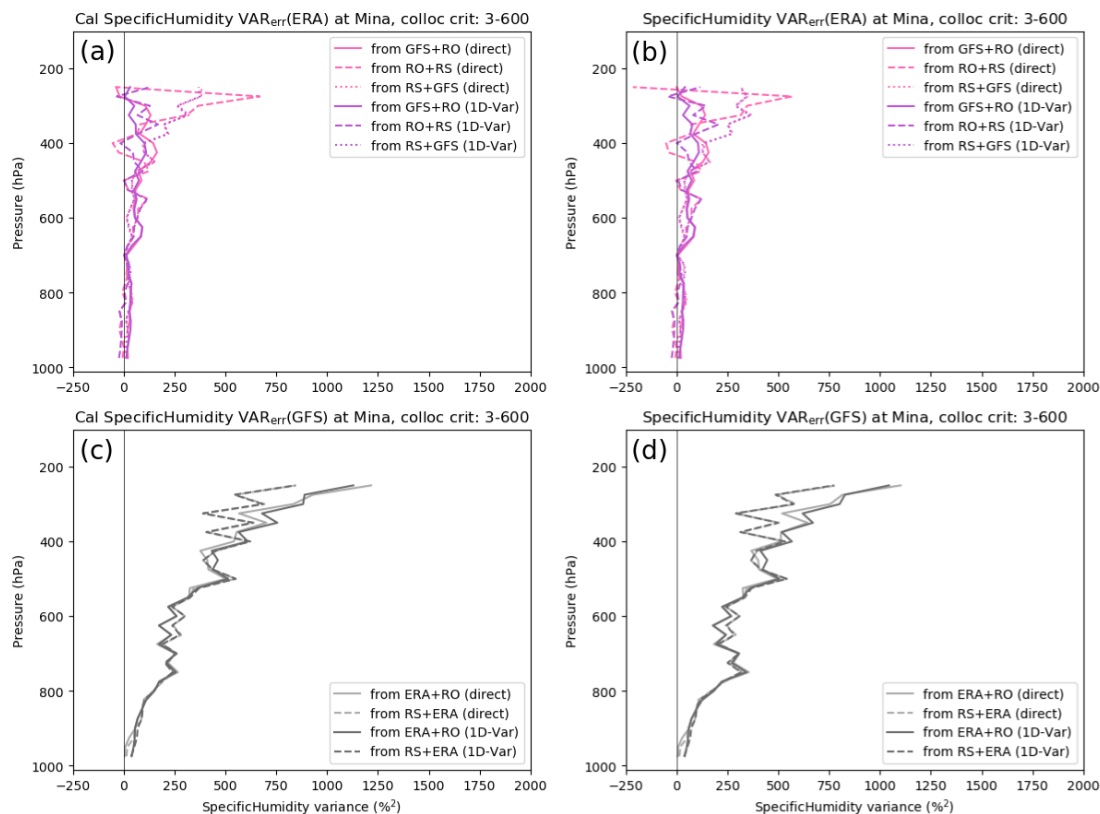 Cal SpecificHumidity VARerr(ERA) at Mina, colloc crit: 3-600
(a)
from GFS+RO (direct)
from RO+RS (direct)
from RS+GFS (direct)
from GFS+RO (1D-Var)
from RO+RS (1D-Var)
from RS+GFS (1D-Var)
Pressure (hPa)
200
400
600
800
1000
−250 0 250 500 750 1000 1250 1500 1750 2000
SpecificHumidity VARerr(ERA) at Mina, colloc crit: 3-600
(b)
from GFS+RO (direct)
from RO+RS (direct)
from RS+GFS (direct)
from GFS+RO (1D-Var)
from RO+RS (1D-Var)
from RS+GFS (1D-Var)
Pressure (hPa)
200
400
600
800
1000
−250 0 250 500 750 1000 1250 1500 1750 2000
Cal SpecificHumidity VARerr(GFS) at Mina, colloc crit: 3-600
(c)
Pressure (hPa)
200
400
600
800
1000
from ERA+RO (direct)
from RS+ERA (direct)
from ERA+RO (1D-Var)
from RS+ERA (1D-Var)
−250 0 250 500 750 1000 1250 1500 1750 2000
SpecificHumidity variance (%²)
SpecificHumidity VARerr(GFS) at Mina, colloc crit: 3-600
(d)
Pressure (hPa)
200
400
600
800
1000
from ERA+RO (direct)
from RS+ERA (direct)
from ERA+RO (1D-Var)
from RS+ERA (1D-Var)
−250 0 250 500 750 1000 1250 1500 1750 2000
SpecificHumidity variance (%²)